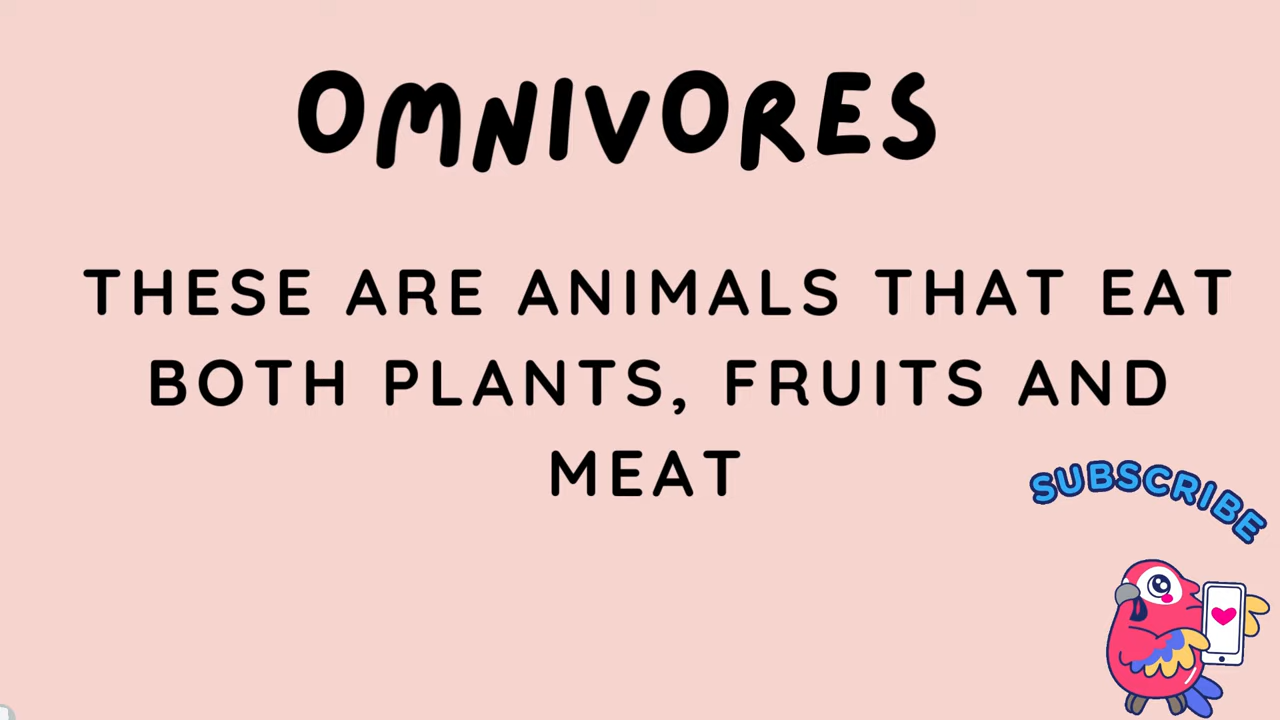 OMNIVORES
THESE ARE ANIMALS THAT EAT
BOTH PLANTS, FRUITS AND
MEAT
SUBSCRIBE